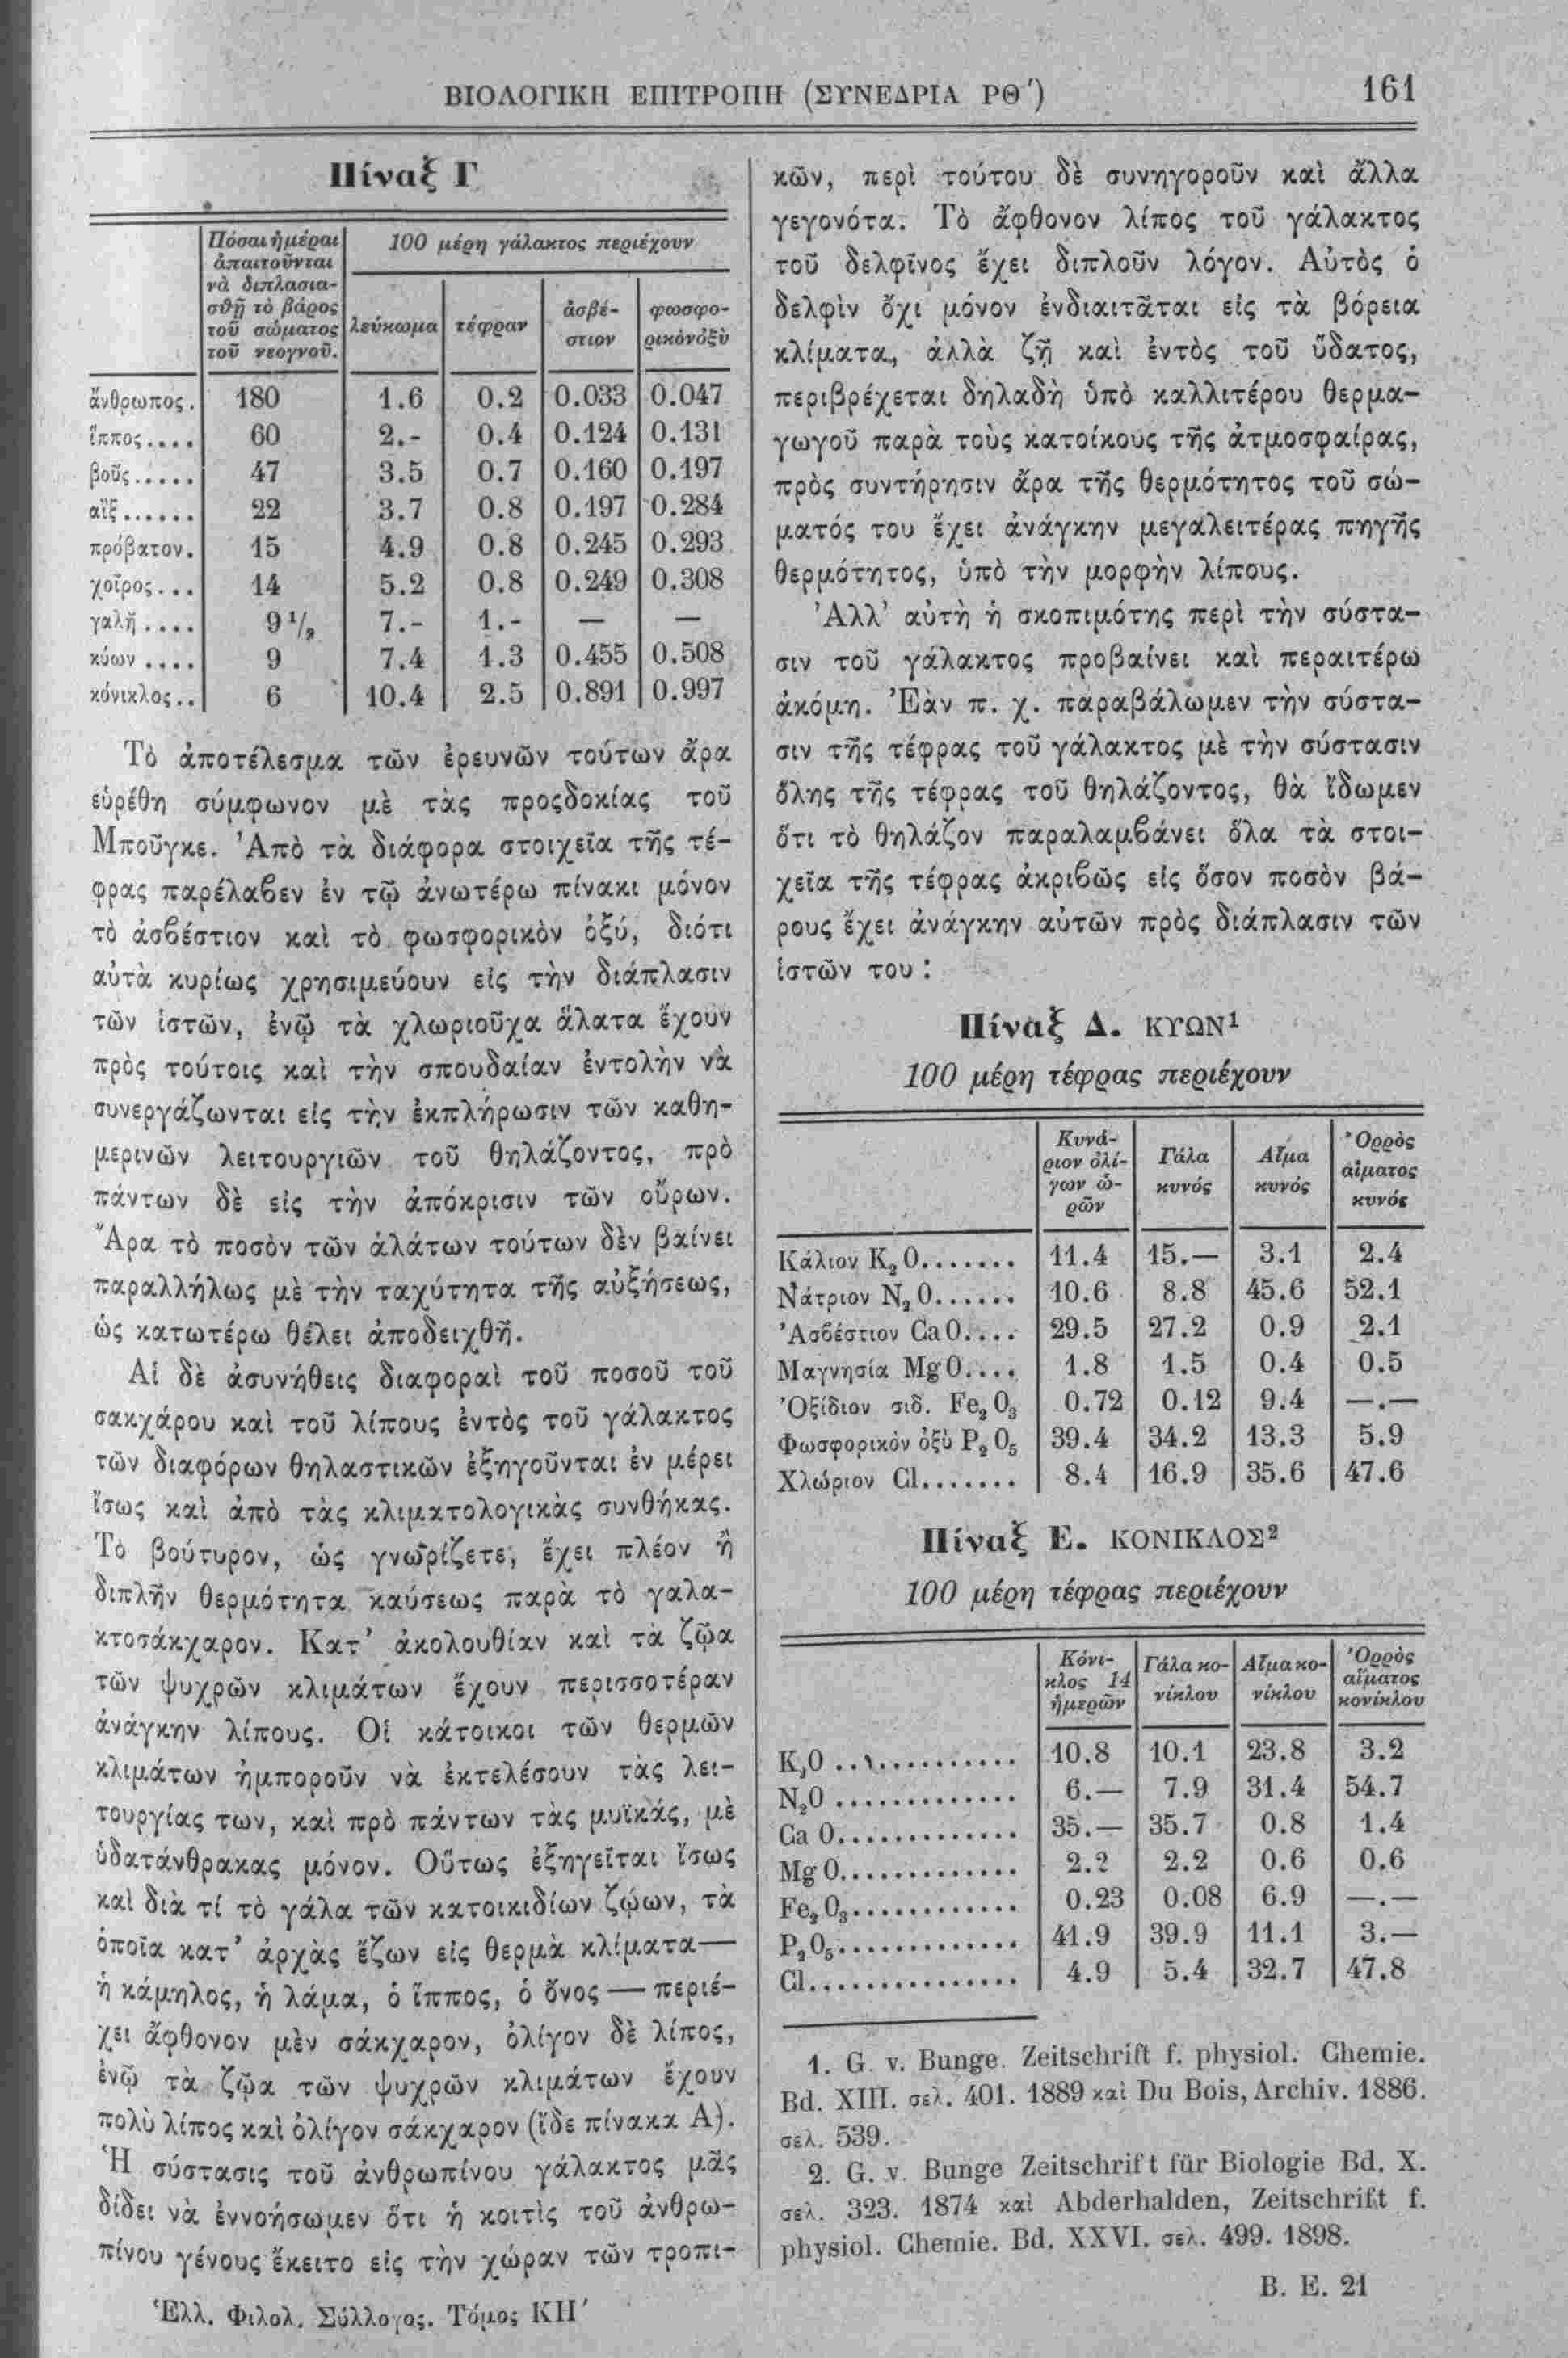 ΒΙΟΛΟΓΙΚΗ ΕΠΙΤΡΟΠΗ (ΣΥΝΕΔΡΙΑ ΡΘ΄) 161
Πίναξ Γ
Πόσαι ἡμέραι ἀπαιτοῦνται νὰ διπλασιασθῇ τὸ βάρος τοῦ σώματος τοῦ νεογνοῦ. 100 μέρη γάλακτος περιέχουν
λεύκωμα τέφραν ἀσβέστιον φωσφορικὸν ὀξὺ
ἄνθρωπος. 180 1.6 0.2 0.033 0.047
ἵππος.... 60 2.- 0.4 0.124 0.131
βοῦς..... 47 3.5 0.7 0.160 0.197
αἴξ...... 22 3.7 0.8 0.197 0.284
πρόβατον. 15 4.9 0.8 0.245 0.293
χοῖρος... 14 5.2 0.8 0.249 0.308
γαλῆ.... 9 1/2 7.- 1.- — —
κύων.... 9 7.4 1.3 0.455 0.508
κόνικλος.. 6 10.4 2.5 0.891 0.997
Τὸ ἀποτέλεσμα τῶν ἐρευνῶν τούτων ἄρα
εὑρέθη σύμφωνον μὲ τὰς προςδοκίας τοῦ
Μποῦγκε. Ἀπὸ τὰ διάφορα στοιχεῖα τῆς τέ-
φρας παρέλαβεν ἐν τῷ ἀνωτέρω πίνακι μόνον
τὸ ἀσβέστιον καὶ τὸ φωσφορικὸν ὀξύ, διότι
αὐτὰ κυρίως χρησιμεύουν εἰς τὴν διάπλασιν
τῶν ἱστῶν, ἐνῷ τὰ χλωριοῦχα ἅλατα ἔχουν
πρὸς τούτοις καὶ τὴν σπουδαίαν ἐντολὴν νὰ
συνεργάζωνται εἰς τὴν ἐκπλήρωσιν τῶν καθη-
μερινῶν λειτουργιῶν τοῦ θηλάζοντος, πρὸ
πάντων δὲ εἰς τὴν ἀπόκρισιν τῶν οὔρων.
Ἄρα τὸ ποσὸν τῶν ἁλάτων τούτων δὲν βαίνει
παραλλήλως μὲ τὴν ταχύτητα τῆς αὐξήσεως,
ὡς κατωτέρω θέλει ἀποδειχθῆ.
Αἱ δὲ ἀσυνήθεις διαφοραὶ τοῦ ποσοῦ τοῦ
σακχάρου καὶ τοῦ λίπους ἐντὸς τοῦ γάλακτος
τῶν διαφόρων θηλαστικῶν ἐξηγοῦνται ἐν μέρει
ἴσως καὶ ἀπὸ τὰς κλιματολογικὰς συνθήκας.
Τὸ βούτυρον, ὡς γνωρίζετε, ἔχει πλέον ἢ
διπλῆν θερμότητα καύσεως παρὰ τὸ γαλα-
κτοσάκχαρον. Κατ' ἀκολουθίαν καὶ τὰ ζῷα
τῶν ψυχρῶν κλιμάτων ἔχουν περισσοτέραν
ἀνάγκην λίπους. Οἱ κάτοικοι τῶν θερμῶν
κλιμάτων ἠμποροῦν νὰ ἐκτελέσουν τὰς λει-
τουργίας των, καὶ πρὸ πάντων τὰς μυϊκάς, μὲ
ὑδατάνθρακας μόνον. Οὕτως ἐξηγεῖται ἴσως
καὶ διὰ τί τὸ γάλα τῶν κατοικιδίων ζῴων, τὰ
ὁποῖα κατ' ἀρχὰς ἔζων εἰς θερμὰ κλίματα—
ἡ κάμηλος, ἡ λάμα, ὁ ἵππος, ὁ ὄνος — περιέ-
χει ἄφθονον μὲν σάκχαρον, ὀλίγον δὲ λίπος,
ἐνῷ τὰ ζῷα τῶν ψυχρῶν κλιμάτων ἔχουν
πολὺ λίπος καὶ ὀλίγον σάκχαρον (ἴδε πίνακα Α).
Ἡ σύστασις τοῦ ἀνθρωπίνου γάλακτος μᾶς
δίδει νὰ ἐννοήσωμεν ὅτι ἡ κοιτὶς τοῦ ἀνθρω-
πίνου γένους ἔκειτο εἰς τὴν χώραν τῶν τροπι-
Ἑλλ. Φιλολ. Σύλλογος. Τόμος ΚΗ΄
κῶν, περὶ τούτου δὲ συνηγοροῦν καὶ ἄλλα
γεγονότα. Τὸ ἄφθονον λίπος τοῦ γάλακτος
τοῦ δελφῖνος ἔχει διπλοῦν λόγον. Αὐτὸς ὁ
δελφὶν ὄχι μόνον ἐνδιαιτᾶται εἰς τὰ βόρεια
κλίματα, ἀλλὰ ζῇ καὶ ἐντὸς τοῦ ὕδατος,
περιβρέχεται δηλαδὴ ὑπὸ καλλιτέρου θερμα-
γωγοῦ παρὰ τοὺς κατοίκους τῆς ἀτμοσφαίρας,
πρὸς συντήρησιν ἄρα τῆς θερμότητος τοῦ σώ-
ματός του ἔχει ἀνάγκην μεγαλειτέρας πηγῆς
θερμότητος, ὑπὸ τὴν μορφὴν λίπους.
Ἀλλ' αὐτὴ ἡ σκοπιμότης περὶ τὴν σύστα-
σιν τοῦ γάλακτος προβαίνει καὶ περαιτέρω
ἀκόμη. Ἐὰν π. χ. παραβάλωμεν τὴν σύστα-
σιν τῆς τέφρας τοῦ γάλακτος μὲ τὴν σύστασιν
ὅλης τῆς τέφρας τοῦ θηλάζοντος, θὰ ἴδωμεν
ὅτι τὸ θηλάζον παραλαμβάνει ὅλα τὰ στοι-
χεῖα τῆς τέφρας ἀκριβῶς εἰς ὅσον ποσὸν βά-
ρους ἔχει ἀνάγκην αὐτῶν πρὸς διάπλασιν τῶν
ἱστῶν του:
Πίναξ Δ. ΚΥΩΝ¹
100 μέρη τέφρας περιέχουν
Κυνάριον ὀλίγων ὡρῶν Γάλα κυνός Αἷμα κυνός Ὀρρὸς αἵματος κυνός
Κάλιον K₂O....... 11.4 15.— 3.1 2.4
Νάτριον N₂O...... 10.6 8.8 45.6 52.1
Ἀσβέστιον CaO.... 29.5 27.2 0.9 2.1
Μαγνησία MgO.... 1.8 1.5 0.4 0.5
Ὀξίδιον σιδ. Fe₂O₃ 0.72 0.12 9.4 —.—
Φωσφορικὸν ὀξὺ P₂O₅ 39.4 34.2 13.3 5.9
Χλώριον Cl....... 8.4 16.9 35.6 47.6
Πίναξ Ε. ΚΟΝΙΚΛΟΣ²
100 μέρη τέφρας περιέχουν
Κόνικλος 14 ἡμερῶν Γάλα κονίκλου Αἷμα κονίκλου Ὀρρὸς αἵματος κονίκλου
K₂O ............ 10.8 10.1 23.8 3.2
N₂O ............. 6.— 7.9 31.4 54.7
Ca O............. 35.— 35.7 0.8 1.4
Mg O............. 2.2 2.2 0.6 0.6
Fe₂O₃............ 0.23 0.08 6.9 —.—
P₂O₅............. 41.9 39.9 11.1 3.—
Cl............... 4.9 5.4 32.7 47.8
1. G. v. Bunge. Zeitschrift f. physiol. Chemie.
Bd. XIII. σελ. 401. 1889 καὶ Du Bois, Archiv. 1886.
σελ. 539.
2. G. v. Bunge Zeitschrift für Biologie Bd. X.
σελ. 323. 1874 καὶ Abderhalden, Zeitschrift f.
physiol. Chemie. Bd. XXVI. σελ. 499. 1898.
Β. Ε. 21